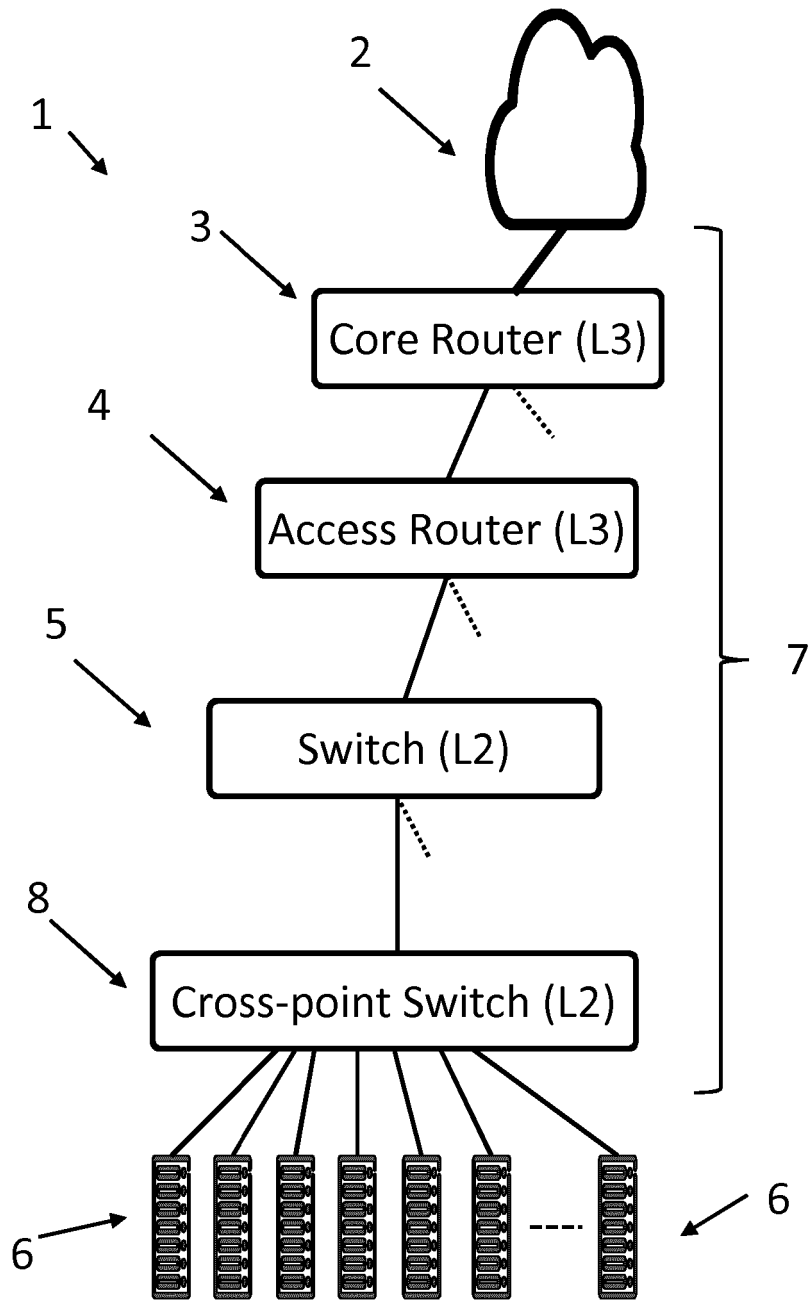 2
1
3
Core Router (L3)
4
Access Router (L3)
5
7
Switch (L2)
8
Cross-point Switch (L2)
6
6